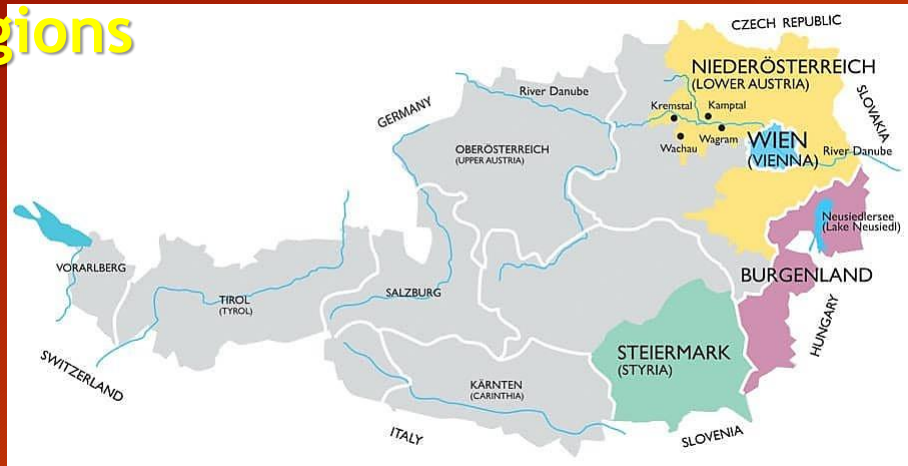 gions
CZECH REPUBLIC
NIEDERÖSTERREICH
(LOWER AUSTRIA)
River Danube
GERMANY
Kremstal
Kamptal
SLOVAKIA
Wachau
Wagram
WIEN
(VIENNA)
River Danube
OBERÖSTERREICH
(UPPER AUSTRIA)
Neusiedlersee
(Lake Neusiedl)
VORARLBERG
TIROL
(TYROL)
SALZBURG
BURGENLAND
HUNGARY
SWITZERLAND
STEIERMARK
(STYRIA)
KÄRNTEN
(CARINTHIA)
ITALY
SLOVENIA